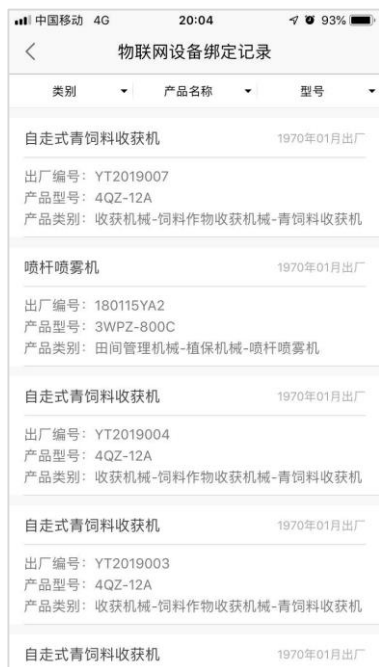 中国移动 4G 20:04 93%
物联网设备绑定记录
类别 产品名称 型号
自走式青饲料收获机 1970年01月出厂
出厂编号：YT2019007
产品型号：4QZ-12A
产品类别：收获机械-饲料作物收获机械-青饲料收获机
喷杆喷雾机 1970年01月出厂
出厂编号：180115YA2
产品型号：3WPZ-800C
产品类别：田间管理机械-植保机械-喷杆喷雾机
自走式青饲料收获机 1970年01月出厂
出厂编号：YT2019004
产品型号：4QZ-12A
产品类别：收获机械-饲料作物收获机械-青饲料收获机
自走式青饲料收获机 1970年01月出厂
出厂编号：YT2019003
产品型号：4QZ-12A
产品类别：收获机械-饲料作物收获机械-青饲料收获机
自走式青饲料收获机 1970年01月出厂